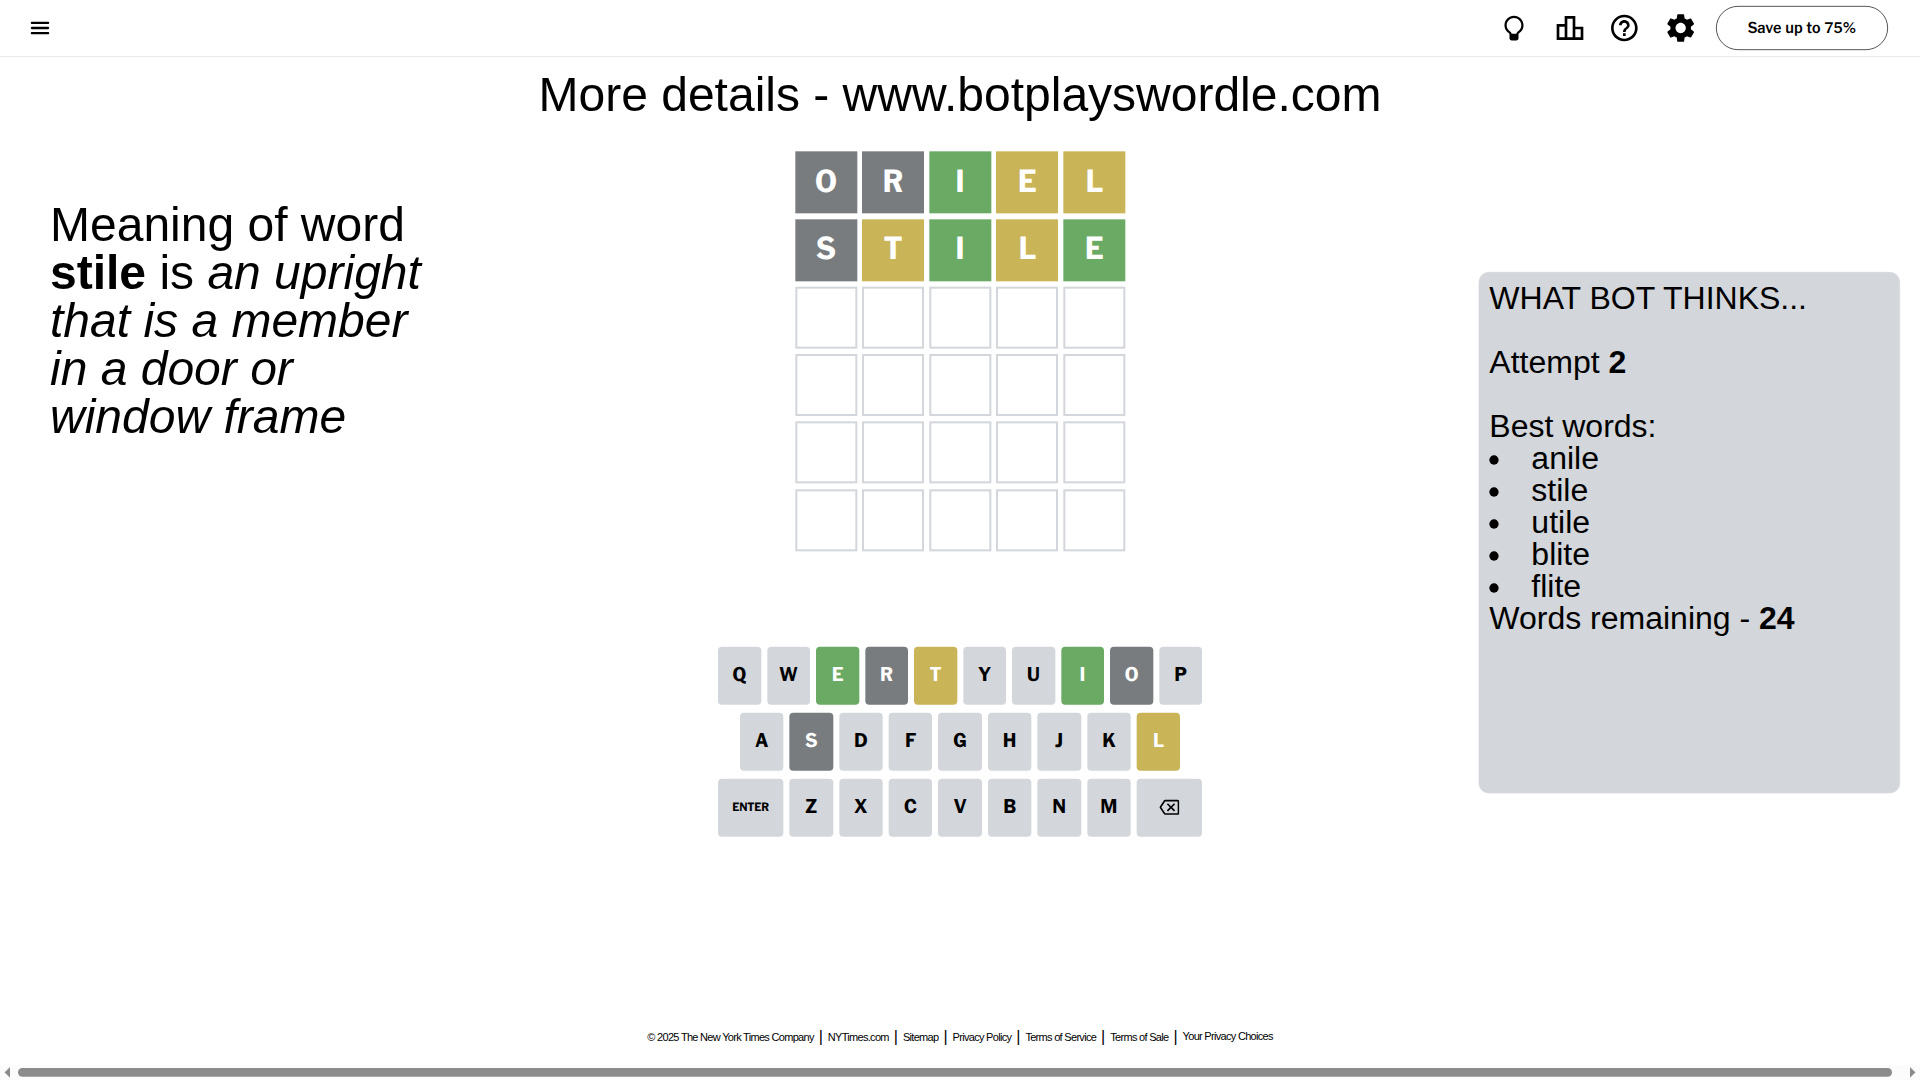 Save up to 75%
More details - www.botplayswordle.com
Meaning of word
stile is an upright
that is a member
in a door or
window frame
O R I E L
S T I L E
WHAT BOT THINKS...
Attempt 2
Best words:
• anile
• stile
• utile
• blite
• flite
Words remaining - 24
Q W E R T Y U I O P
A S D F G H J K L
ENTER Z X C V B N M
© 2025 The New York Times Company | NYTimes.com | Sitemap | Privacy Policy | Terms of Service | Terms of Sale | Your Privacy Choices